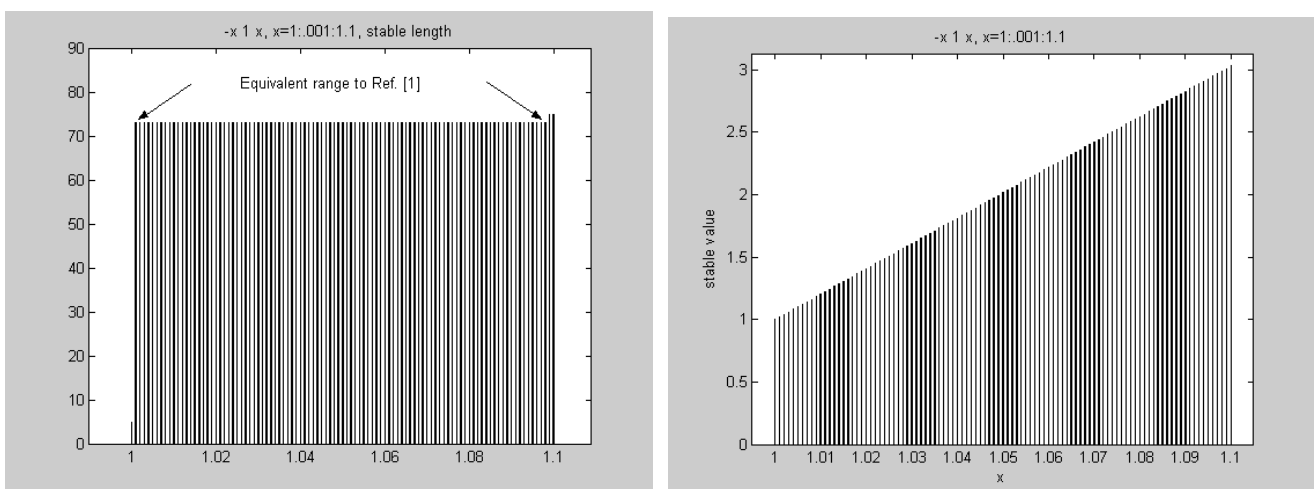 -x 1 x, x=1:.001:1.1, stable length
90
80
70
60
50
40
30
20
10
0
Equivalent range to Ref. [1]
1 1.02 1.04 1.06 1.08 1.1
-x 1 x, x=1:.001:1.1
stable value
3
2.5
2
1.5
1
0.5
0
1 1.01 1.02 1.03 1.04 1.05 1.06 1.07 1.08 1.09 1.1
x